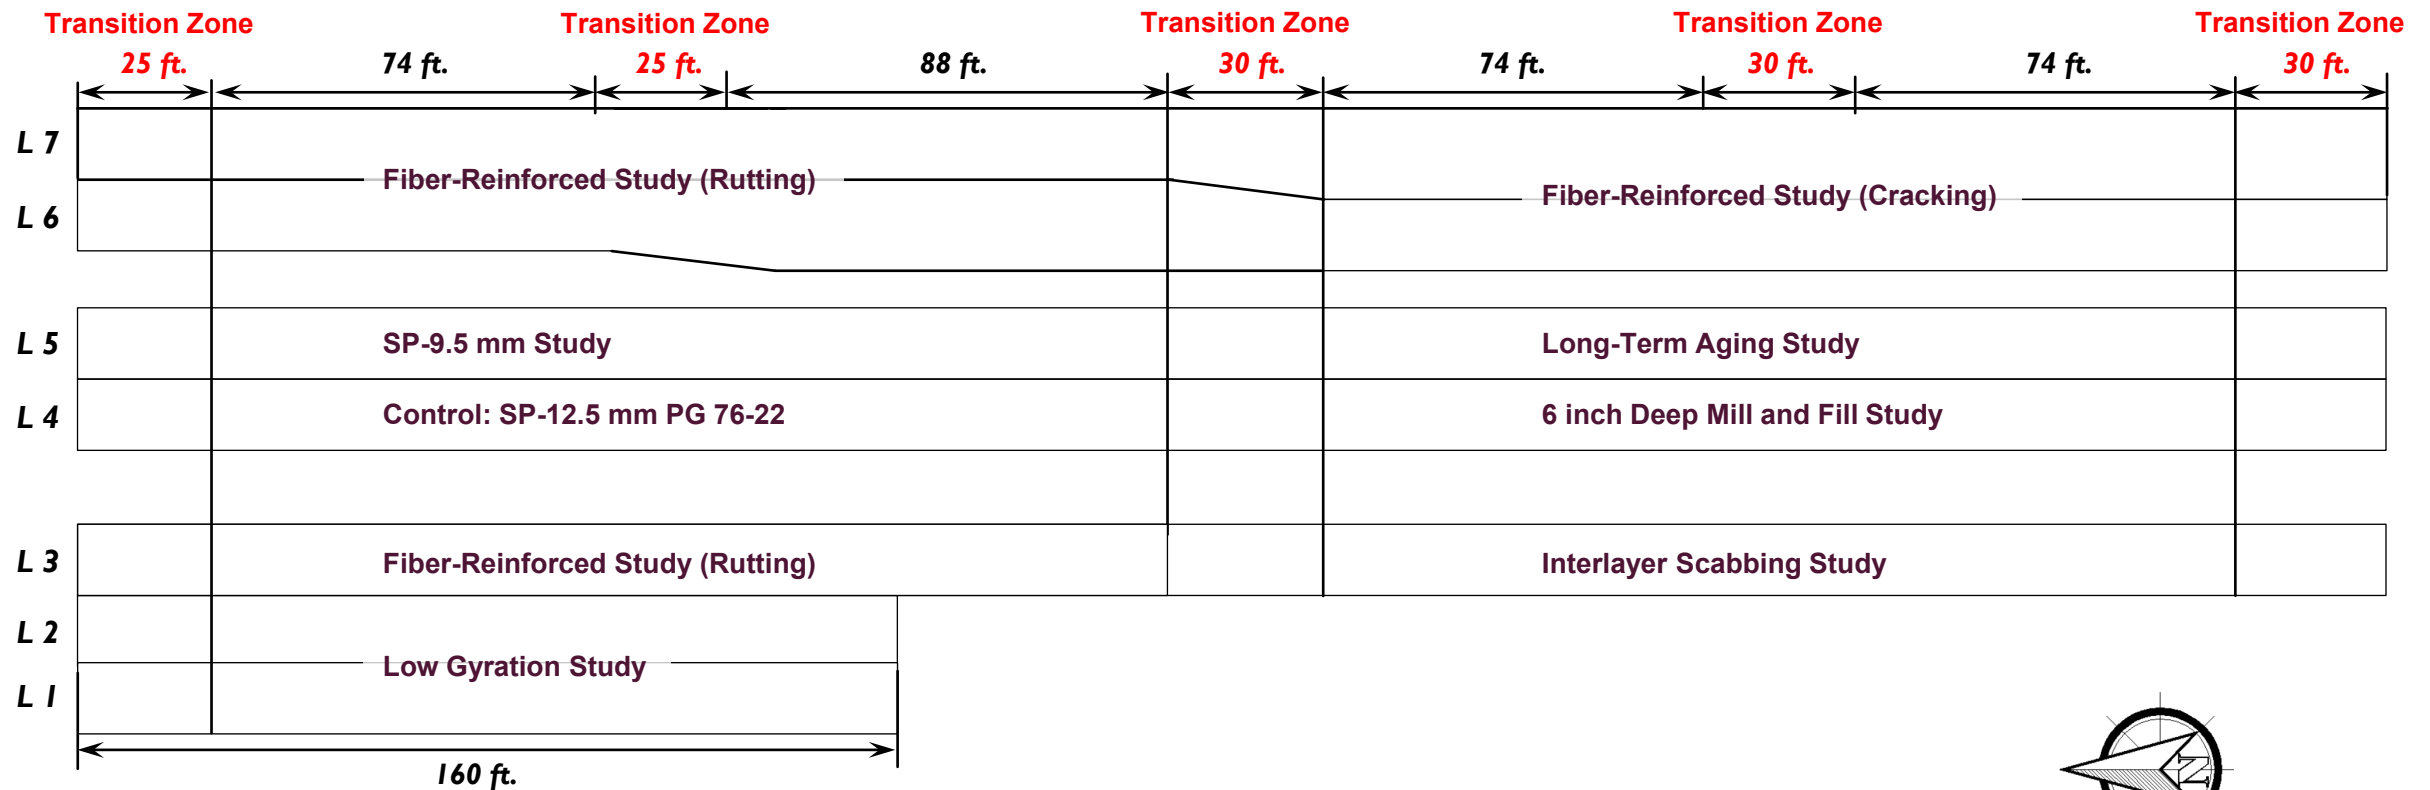 Transition Zone Transition Zone Transition Zone Transition Zone Transition Zone
25 ft. 74 ft. 25 ft. 88 ft. 30 ft. 74 ft. 30 ft. 74 ft. 30 ft.
L 7
Fiber-Reinforced Study (Rutting) Fiber-Reinforced Study (Cracking)
L 6
L 5 SP-9.5 mm Study Long-Term Aging Study
L 4 Control: SP-12.5 mm PG 76-22 6 inch Deep Mill and Fill Study
L 3 Fiber-Reinforced Study (Rutting) Interlayer Scabbing Study
L 2
Low Gyration Study
L 1
160 ft.
N